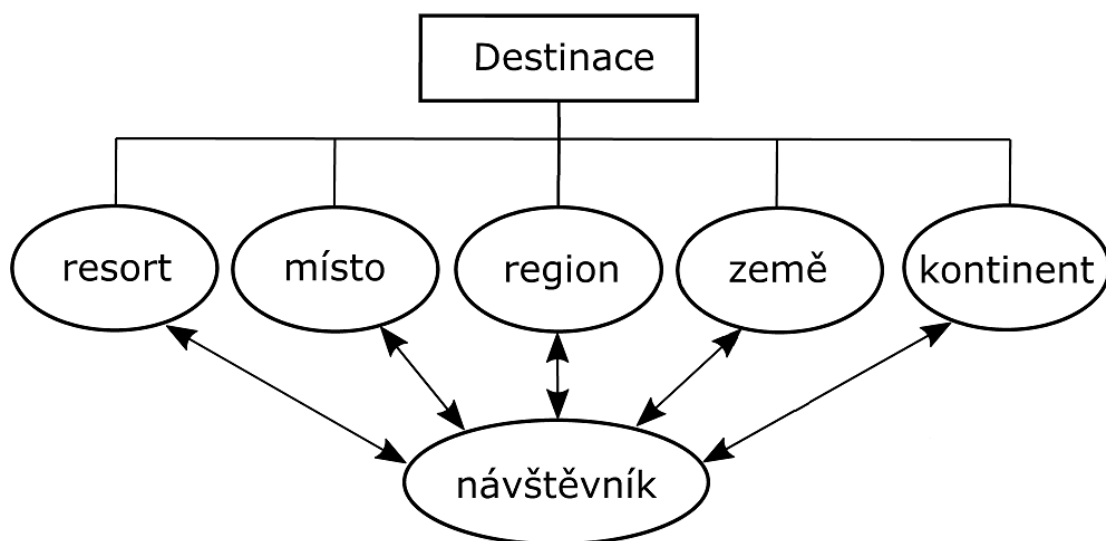 Destinace
resort
místo
region
země
kontinent
návštěvník